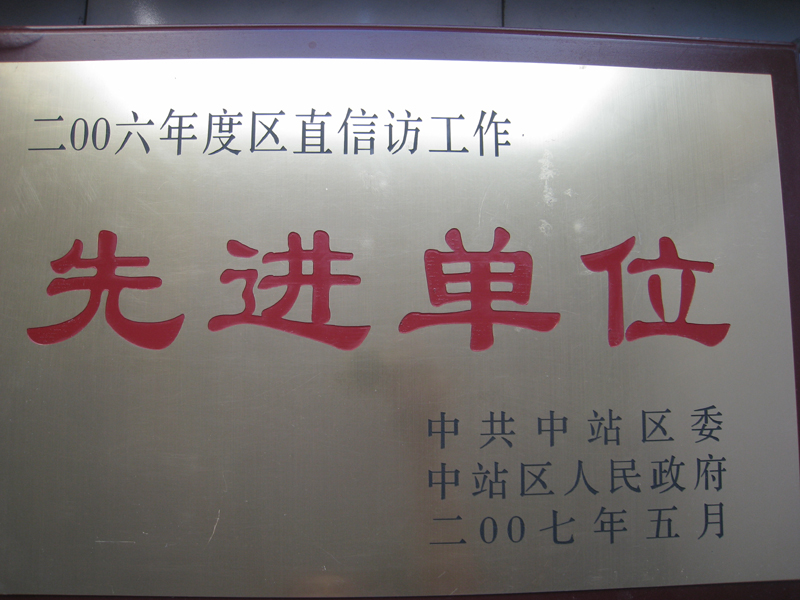 二00六年度区直信访工作
先进单位
中共中站区委
中站区人民政府
二00七年五月